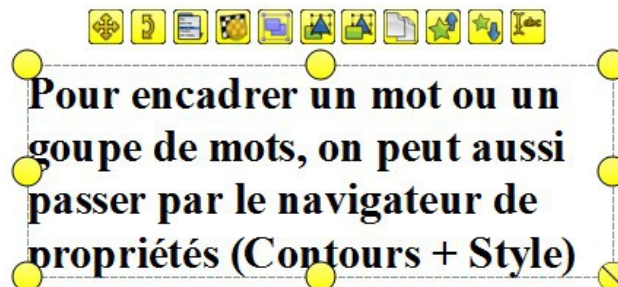 abc
Pour encadrer un mot ou un
goupe de mots, on peut aussi
passer par le navigateur de
propriétés (Contours + Style)